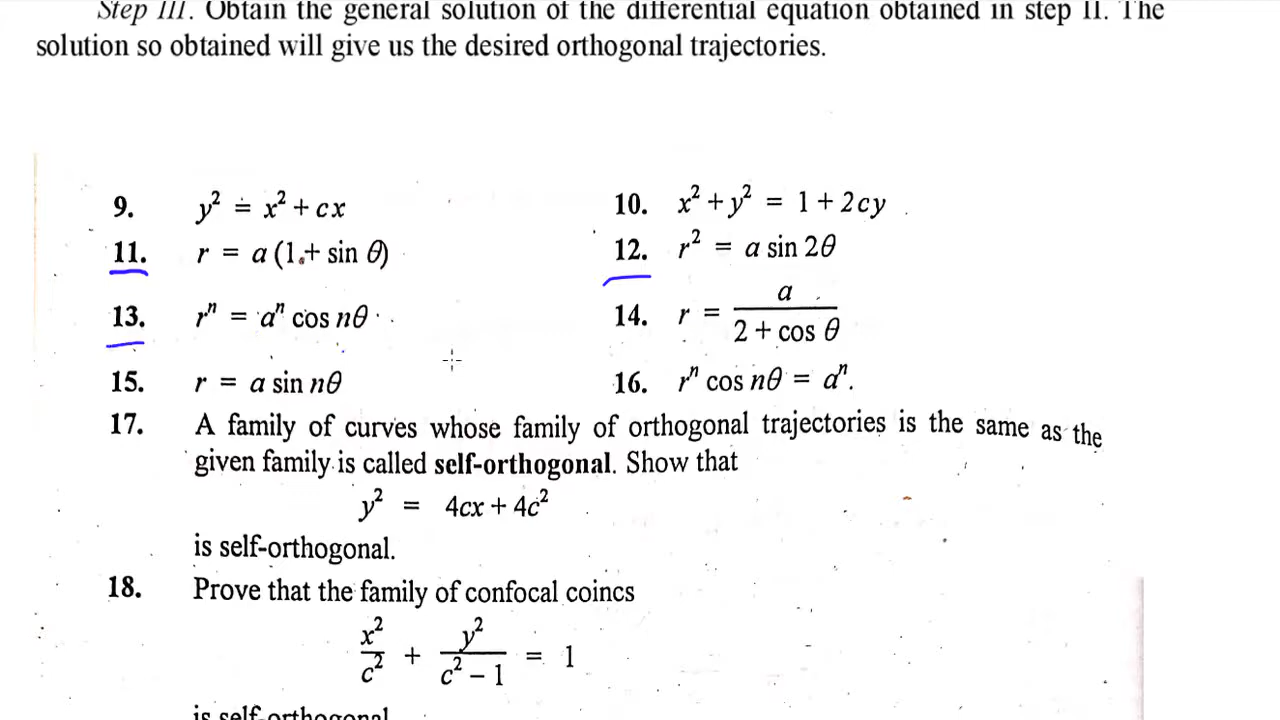 Step III. Obtain the general solution of the differential equation obtained in step II. The
solution so obtained will give us the desired orthogonal trajectories.
9. y² = x² + cx
10. x² + y² = 1 + 2cy
11. r = a (1 + sin θ)
12. r² = a sin 2θ
13. rⁿ = aⁿ cos nθ
14. r = a / (2 + cos θ)
15. r = a sin nθ
16. rⁿ cos nθ = aⁿ.
17. A family of curves whose family of orthogonal trajectories is the same as the
given family is called self-orthogonal. Show that
y² = 4cx + 4c²
is self-orthogonal.
18. Prove that the family of confocal coincs
x²/c² + y²/(c² – 1) = 1
is self-orthogonal